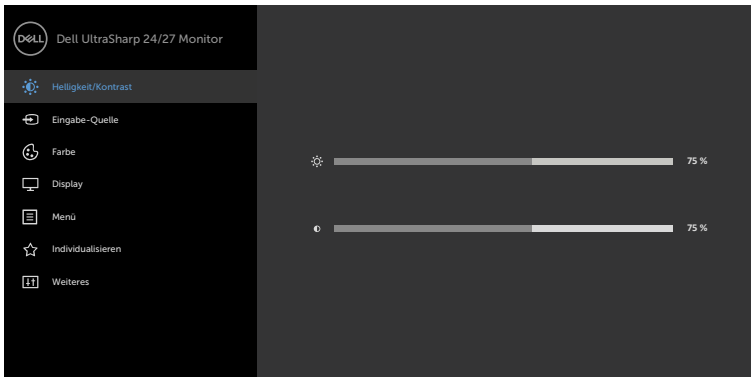 DELL Dell UltraSharp 24/27 Monitor
Helligkeit/Kontrast
Eingabe-Quelle
Farbe
75 %
Display
Menü
75 %
Individualisieren
Weiteres